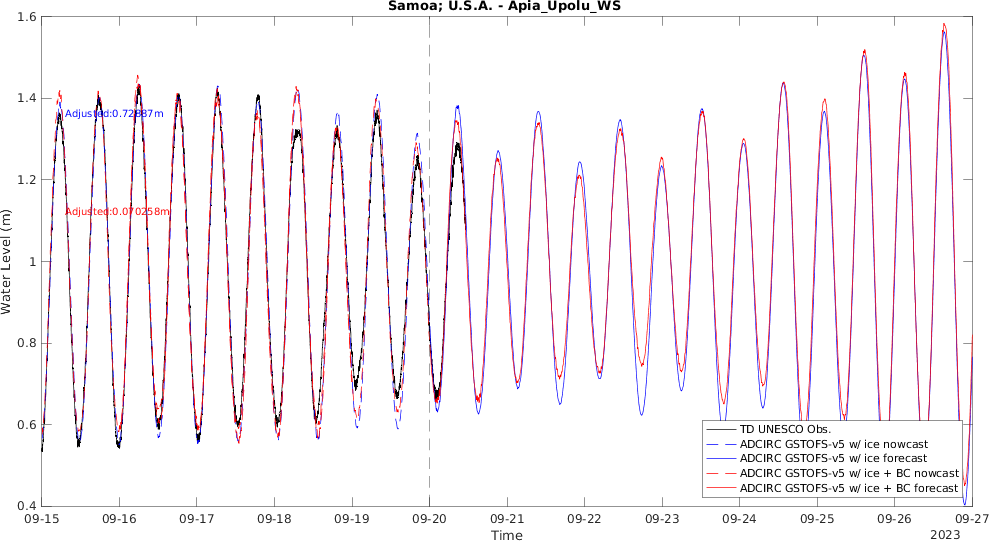 Samoa; U.S.A. - Apia_Upolu_WS
1.6
1.4
1.2
1
0.8
0.6
0.4
Water Level (m)
Adjusted:0.72887m
Adjusted:0.070258m
TD UNESCO Obs.
ADCIRC GSTOFS-v5 w/ ice nowcast
ADCIRC GSTOFS-v5 w/ ice forecast
ADCIRC GSTOFS-v5 w/ ice + BC nowcast
ADCIRC GSTOFS-v5 w/ ice + BC forecast
09-15 09-16 09-17 09-18 09-19 09-20 09-21 09-22 09-23 09-24 09-25 09-26 09-27
Time
2023